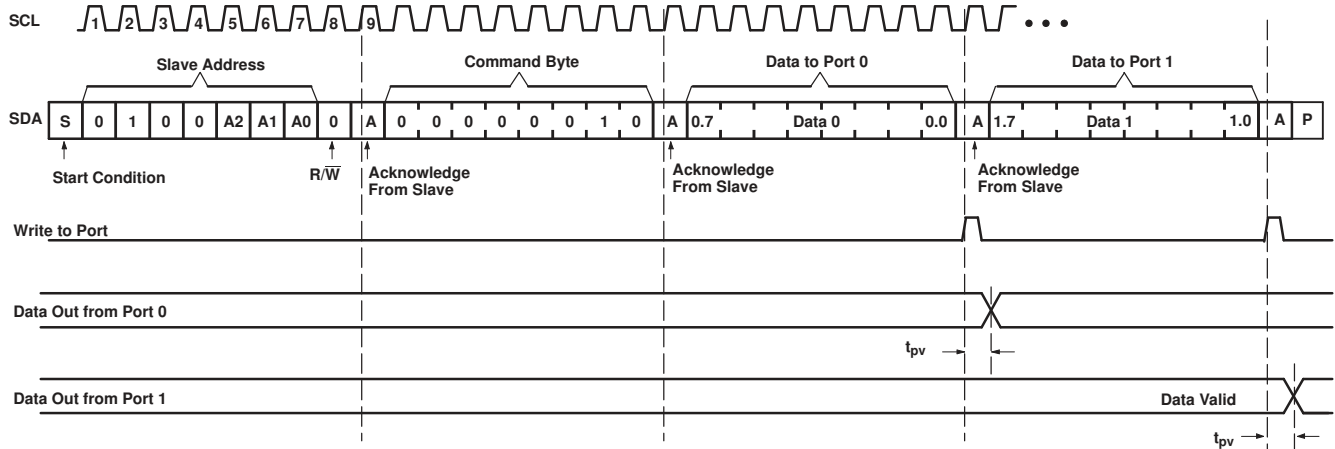 SCL 1 2 3 4 5 6 7 8 9
Slave Address Command Byte Data to Port 0 Data to Port 1
SDA S 0 1 0 0 A2 A1 A0 0 A 0 0 0 0 0 0 1 0 A 0.7 Data 0 0.0 A 1.7 Data 1 1.0 A P
Start Condition R/W̅ Acknowledge From Slave Acknowledge From Slave Acknowledge From Slave
Write to Port
Data Out from Port 0
tpv
Data Out from Port 1 Data Valid
tpv